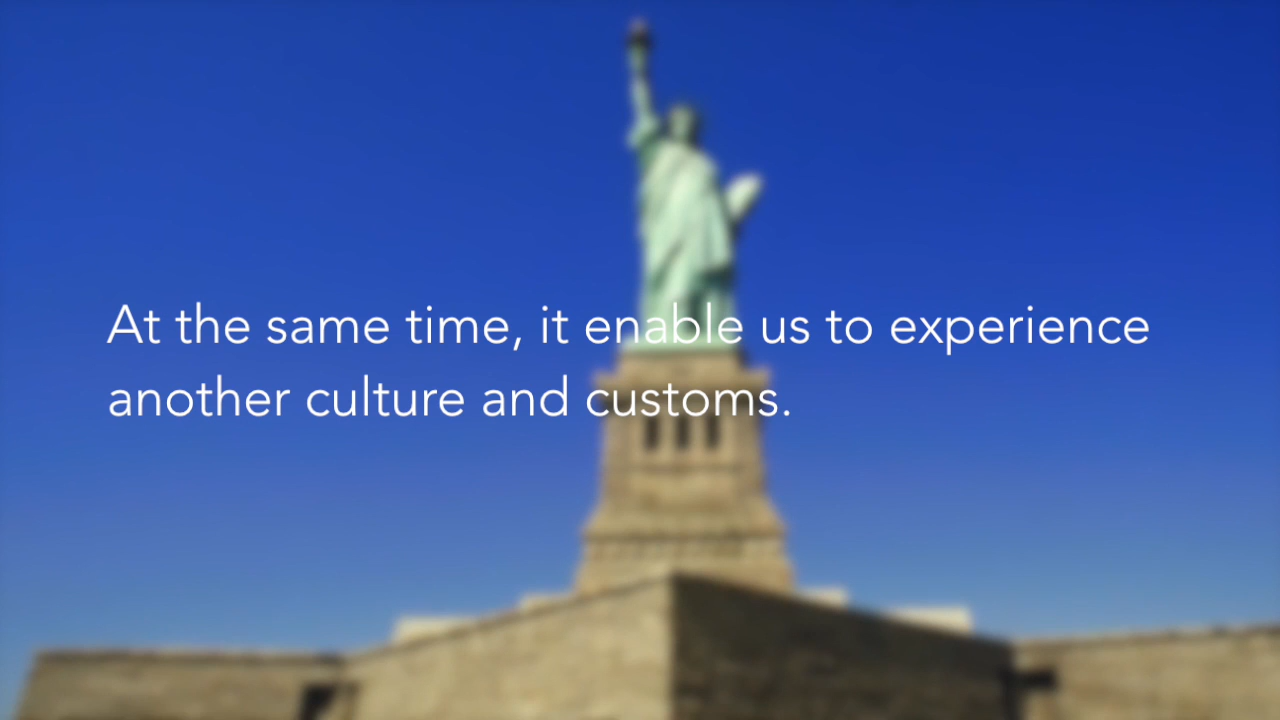 At the same time, it enable us to experience
another culture and customs.